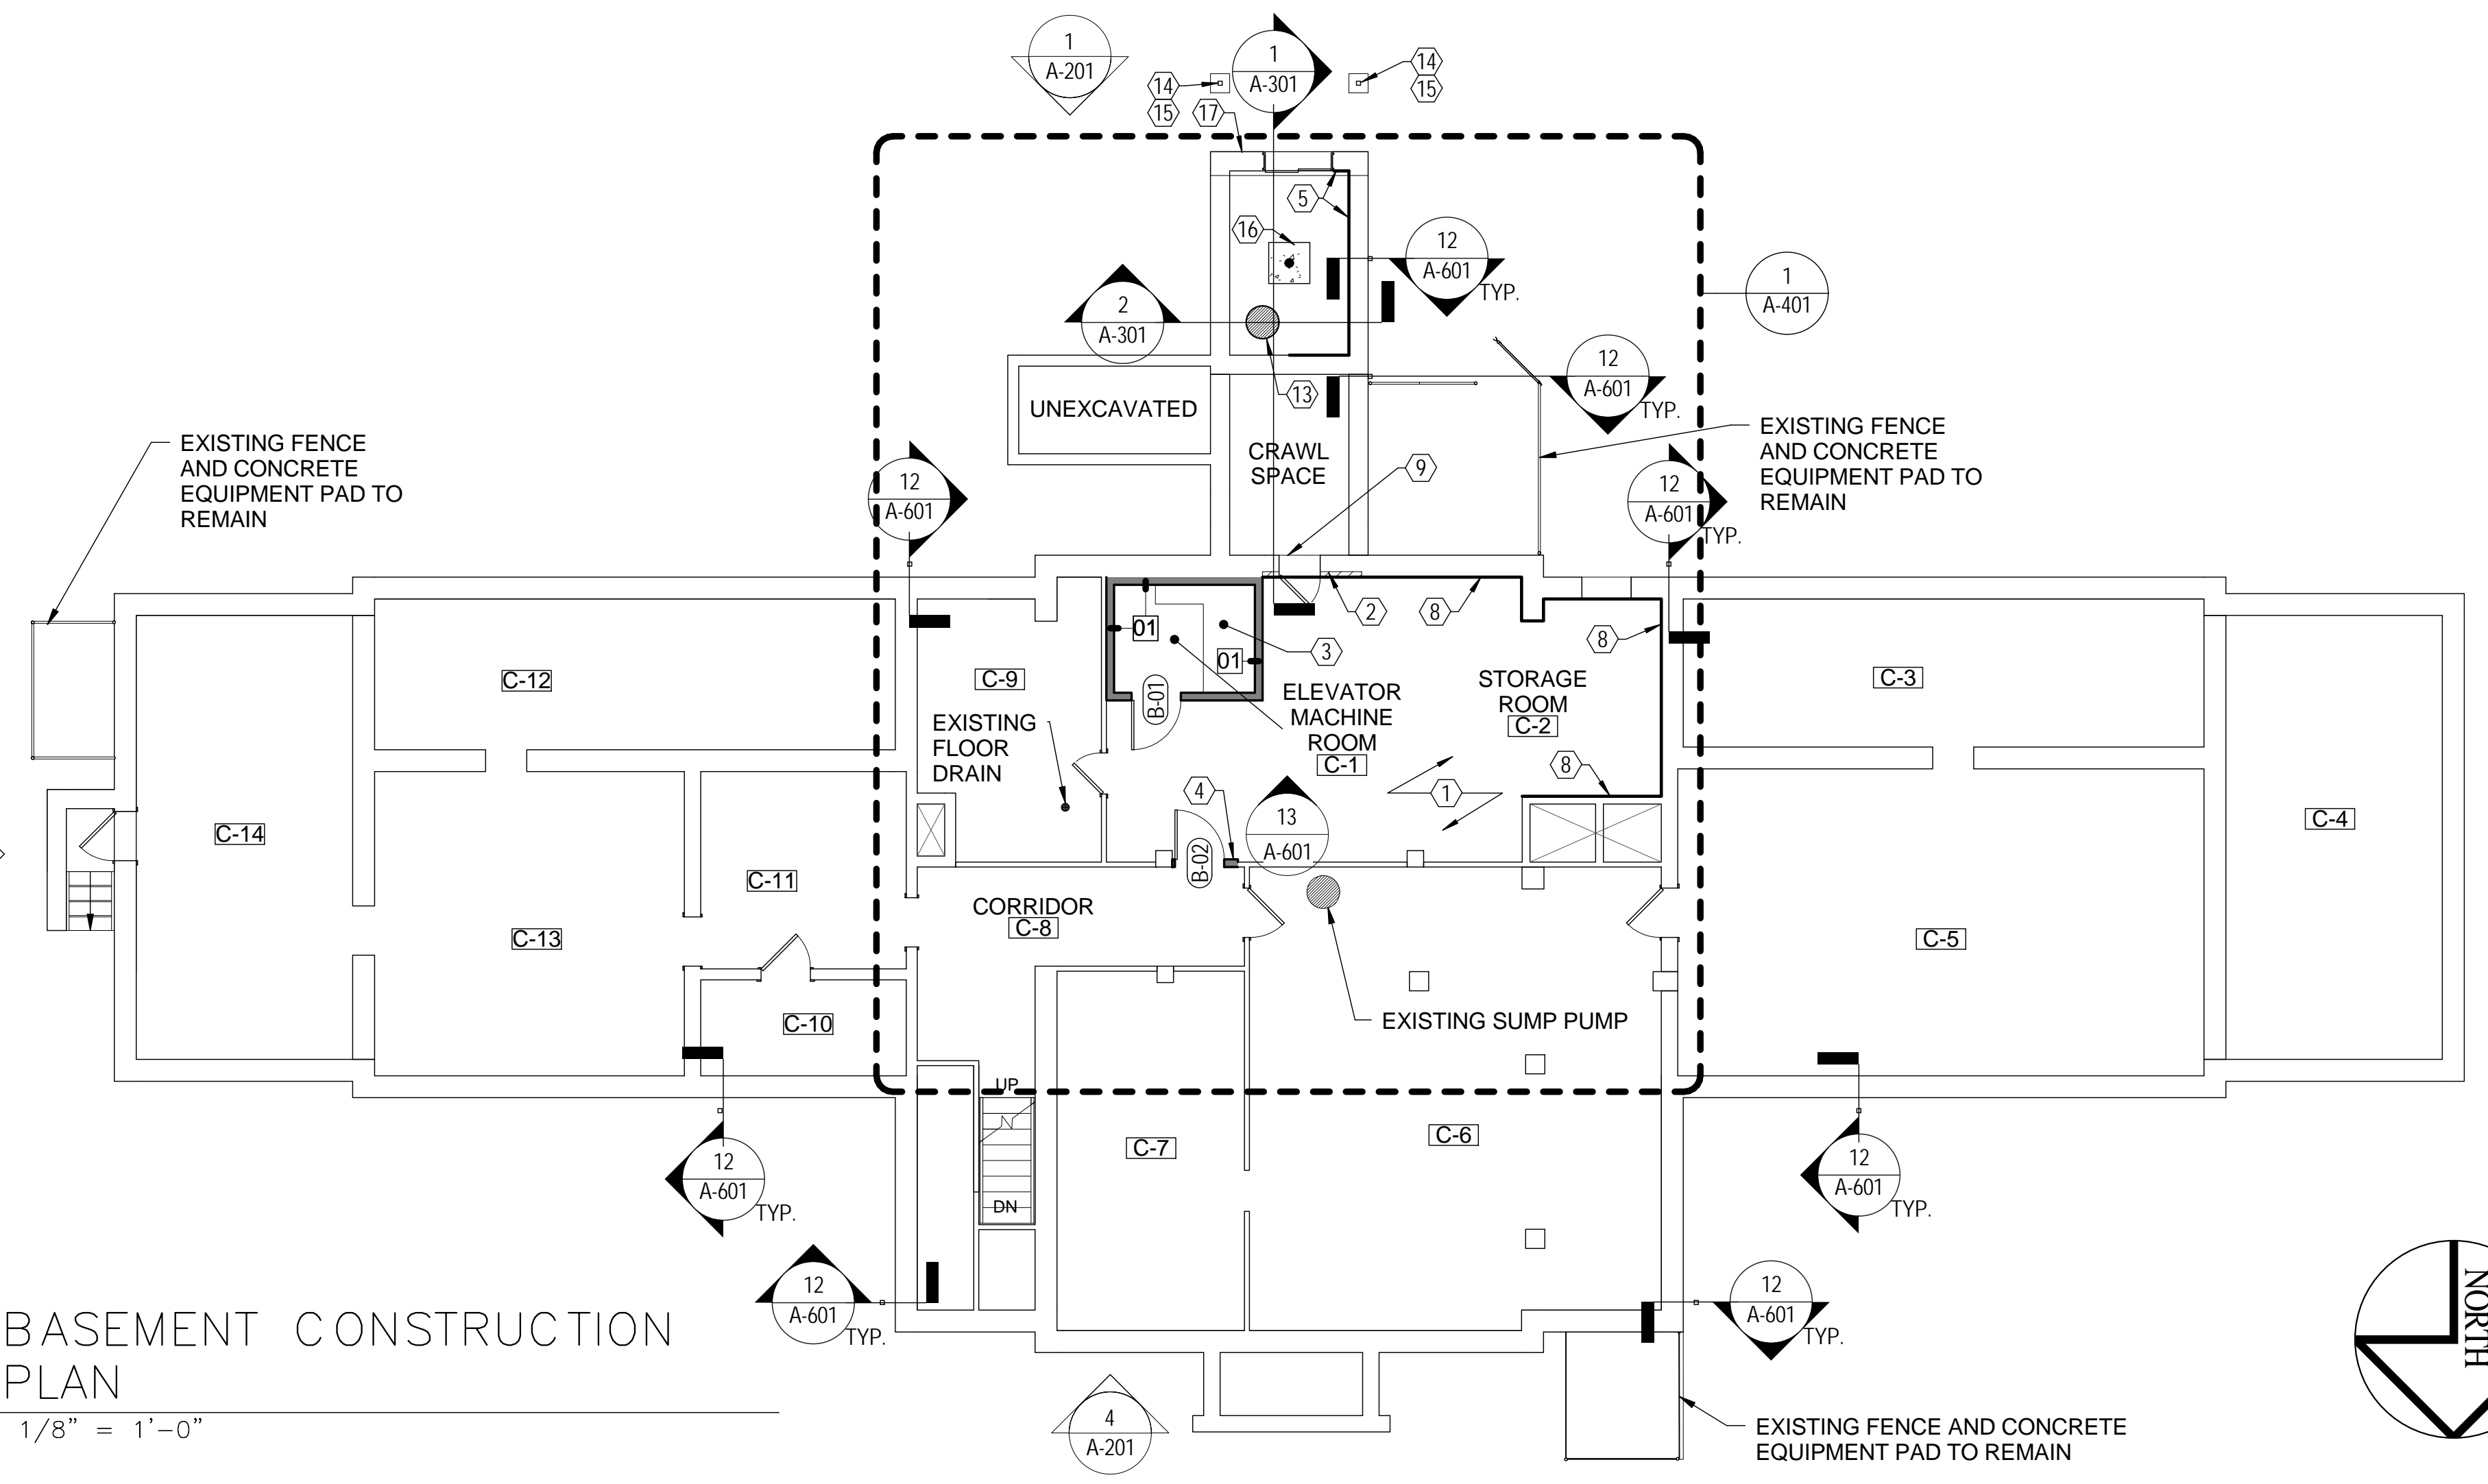 1
A-201
14
15
17
1
A-301
14
15
5
16
12
A-601
TYP.
1
A-401
2
A-301
13
12
A-601
TYP.
UNEXCAVATED
CRAWL
SPACE
9
EXISTING FENCE
AND CONCRETE
EQUIPMENT PAD TO
REMAIN
EXISTING FENCE
AND CONCRETE
EQUIPMENT PAD TO
REMAIN
12
A-601
12
A-601
TYP.
2
8
8
01
01
3
B-01
C-12
C-9
ELEVATOR
MACHINE
ROOM
C-1
STORAGE
ROOM
C-2
C-3
EXISTING
FLOOR
DRAIN
8
4
1
13
A-601
B-02
C-14
C-4
C-11
CORRIDOR
C-8
C-13
C-5
C-10
EXISTING SUMP PUMP
UP
C-7
C-6
DN
12
A-601
TYP.
12
A-601
TYP.
12
A-601
TYP.
12
A-601
TYP.
BASEMENT CONSTRUCTION
PLAN
1/8" = 1'-0"
4
A-201
EXISTING FENCE AND CONCRETE
EQUIPMENT PAD TO REMAIN
NORTH